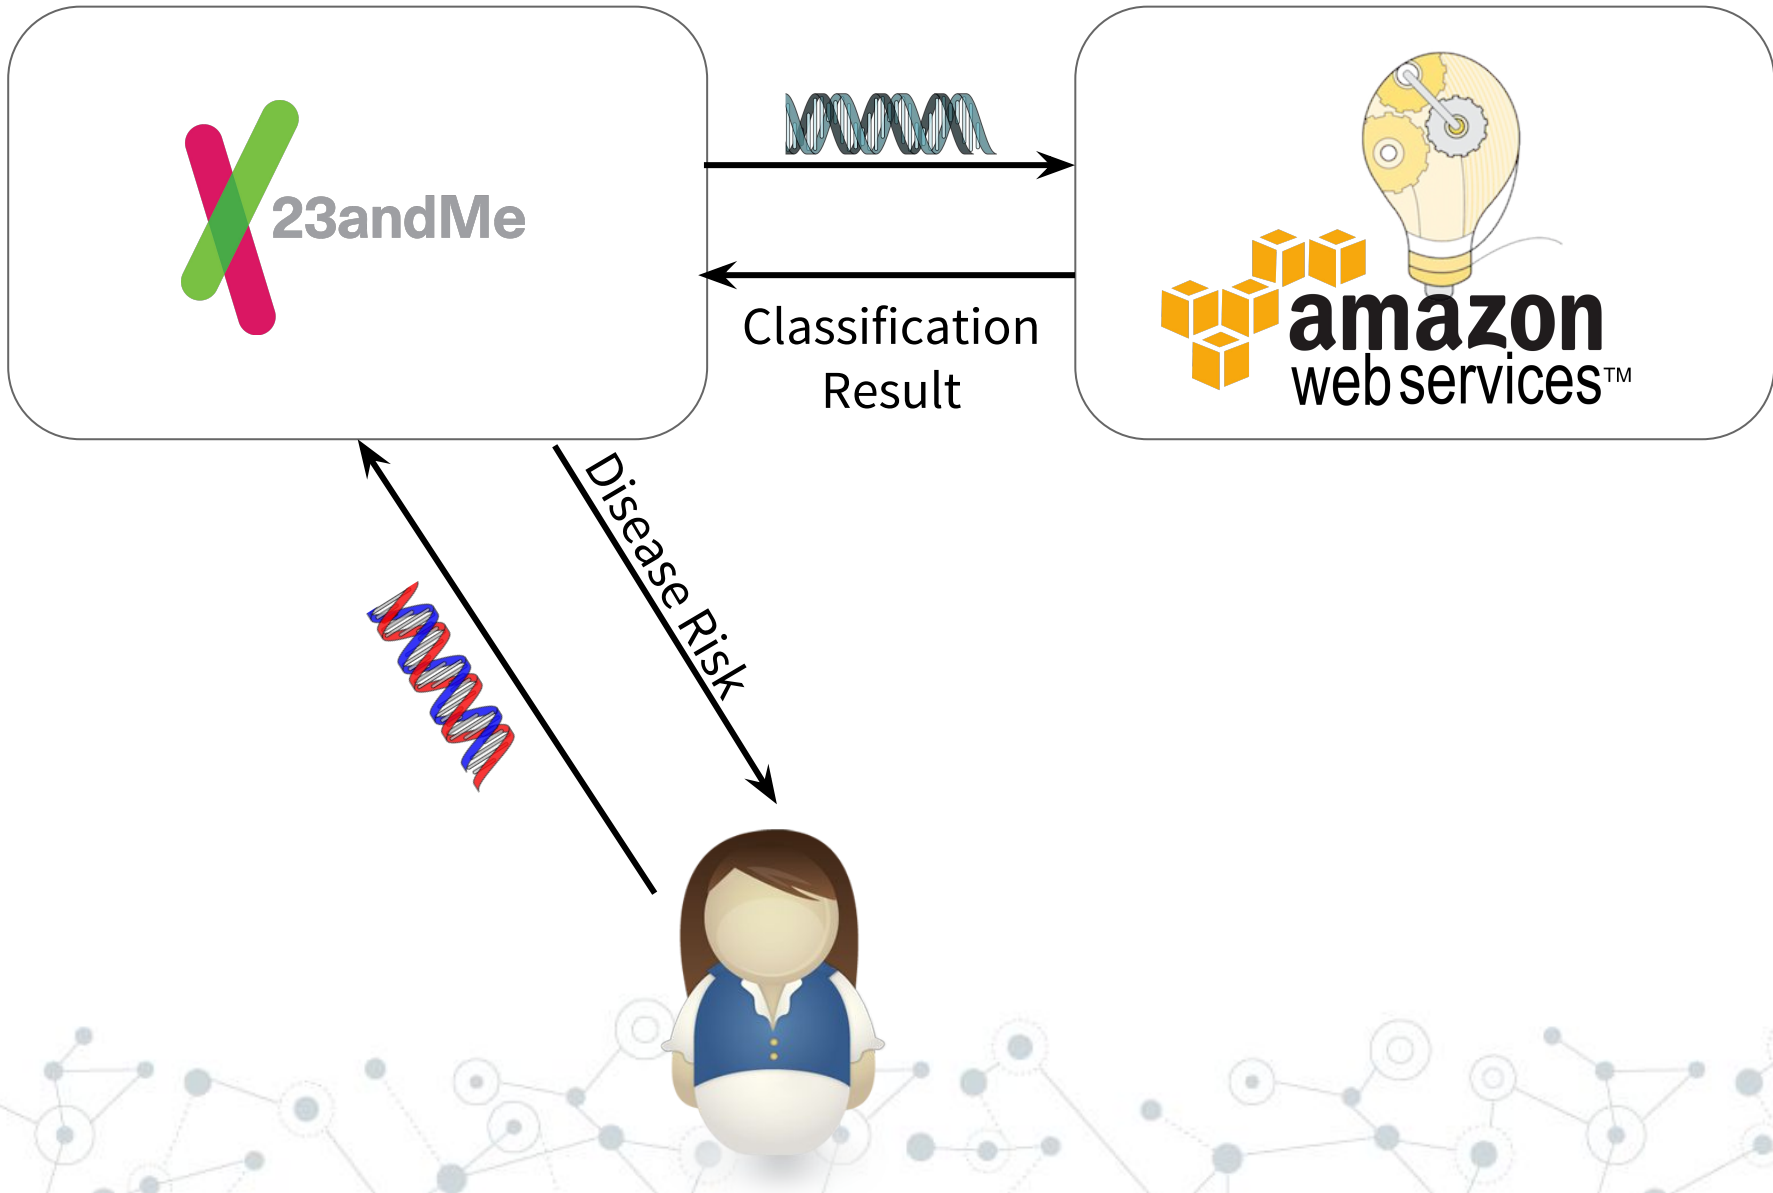 23andMe
amazon
web services™
Classification
Result
Disease Risk